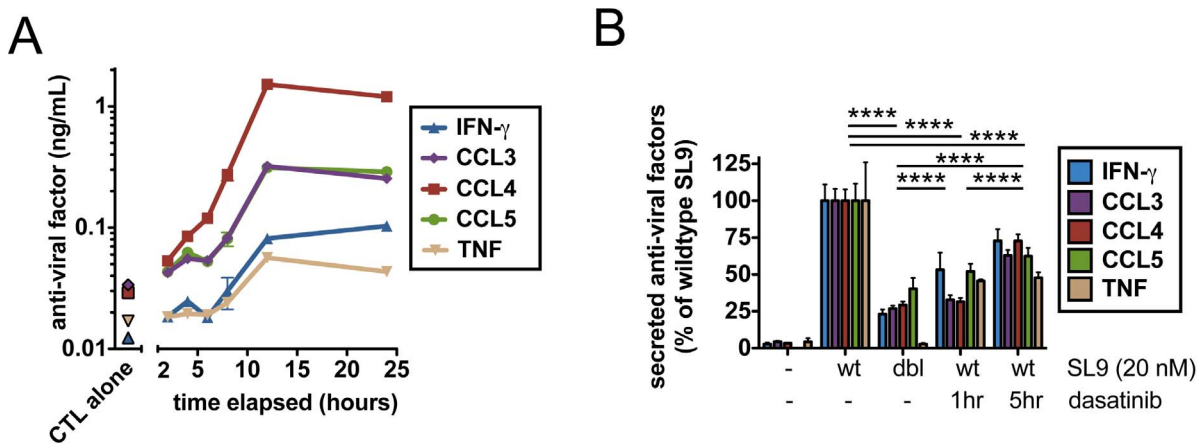 A
anti-viral factor (ng/mL)
1
0.1
0.01
CTL alone
2 5 10 15 20 25
time elapsed (hours)
IFN-γ
CCL3
CCL4
CCL5
TNF
B
secreted anti-viral factors
(% of wildtype SL9)
**** 
****
****
****
**** ****
125
100
75
50
25
0
- wt dbl wt wt SL9 (20 nM)
- - - 1hr 5hr dasatinib
IFN-γ
CCL3
CCL4
CCL5
TNF